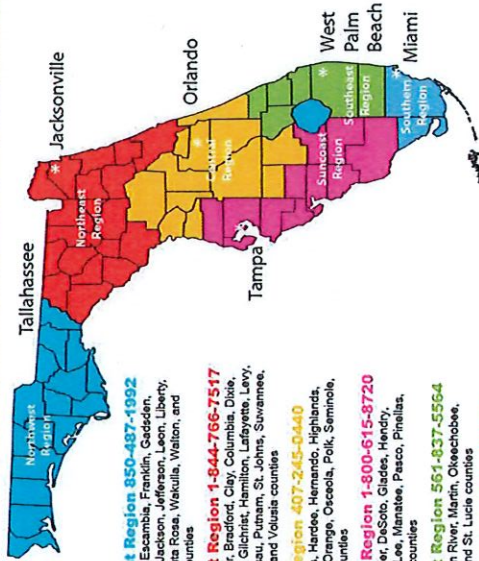 Tallahassee
Jacksonville
Orlando
West
Palm
Beach
Miami
Tampa
Northwest
Region
Northeast
Region
Central
Region
Suncoast
Region
Southeast
Region
Southern
Region
t Region 850-487-1992
Escambia, Franklin, Gadsden,
Jackson, Jefferson, Leon, Liberty,
ta Rosa, Wakulla, Walton, and
ounties
t Region 1-844-766-7517
r, Bradford, Clay, Columbia, Dixie,
Gilchrist, Hamilton, Lafayette, Levy,
sau, Putnam, St. Johns, Suwannee,
and Volusia counties
egion 407-245-0440
s, Hardee, Hernando, Highlands,
Orange, Osceola, Polk, Seminole,
unties
Region 1-800-615-8720
er, DeSoto, Glades, Hendry,
Lee, Manatee, Pasco, Pinellas,
counties
t Region 561-837-5564
n River, Martin, Okeechobee,
nd St. Lucie counties